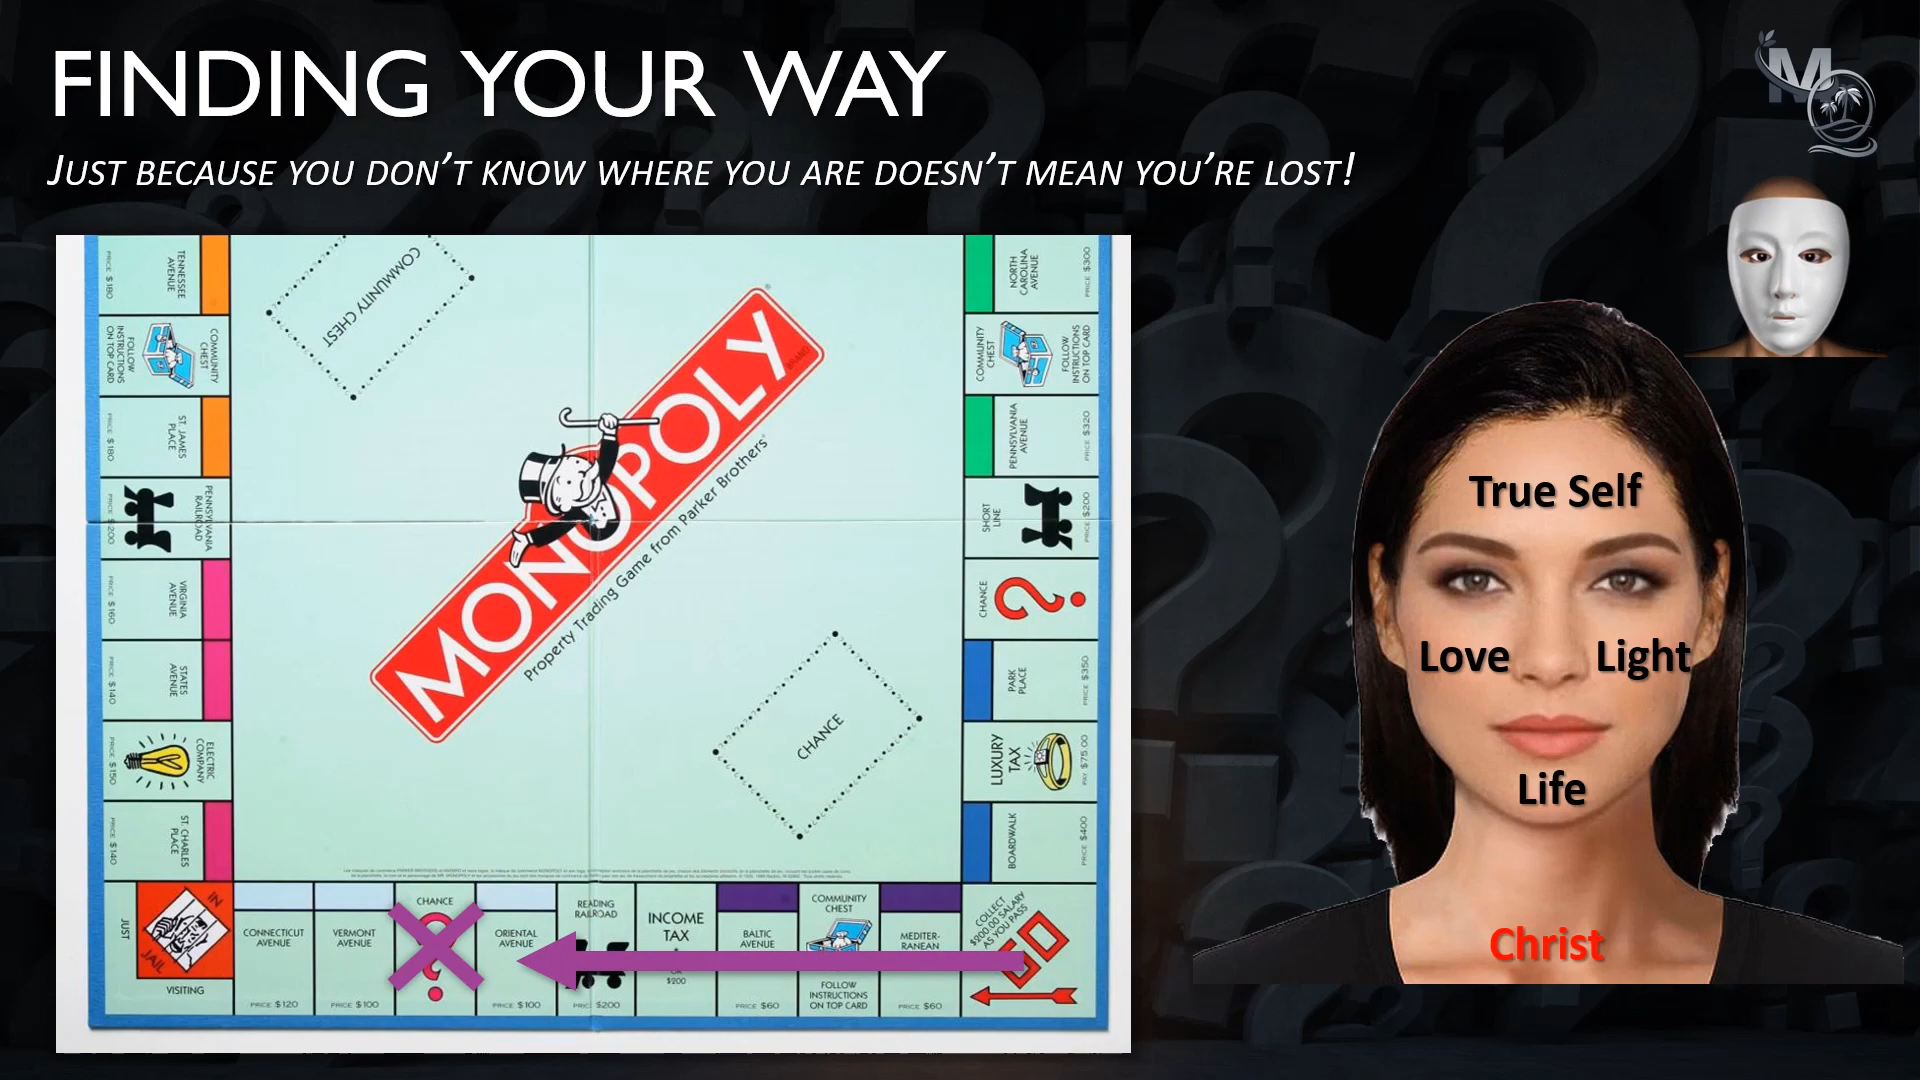 FINDING YOUR WAY
JUST BECAUSE YOU DON'T KNOW WHERE YOU ARE DOESN'T MEAN YOU'RE LOST!
M
TENNESSEE
AVENUE
PRICE $180
COMMUNITY
CHEST
FOLLOW
INSTRUCTIONS
ON TOP CARD
ST. JAMES
PLACE
PRICE $180
PENNSYLVANIA
RAILROAD
PRICE $200
VIRGINIA
AVENUE
PRICE $160
STATES
AVENUE
PRICE $140
ELECTRIC
COMPANY
PRICE $150
ST. CHARLES
PLACE
PRICE $140
COMMUNITY CHEST
MONOPOLY
BRAND
Property Trading Game from Parker Brothers®
CHANCE
NORTH
CAROLINA
AVENUE
PRICE $300
COMMUNITY
CHEST
FOLLOW
INSTRUCTIONS
ON TOP CARD
PENNSYLVANIA
AVENUE
PRICE $320
SHORT
LINE
PRICE $200
CHANCE
?
PARK
PLACE
PRICE $350
LUXURY
TAX
PAY $75.00
BOARDWALK
PRICE $400
JUST
IN
JAIL
VISITING
CONNECTICUT
AVENUE
PRICE $120
VERMONT
AVENUE
PRICE $100
CHANCE
?
ORIENTAL
AVENUE
PRICE $100
READING
RAILROAD
PRICE $200
INCOME
TAX
$200
BALTIC
AVENUE
PRICE $60
COMMUNITY
CHEST
FOLLOW
INSTRUCTIONS
ON TOP CARD
MEDITER-
RANEAN
PRICE $60
COLLECT
$200.00 SALARY
AS YOU PASS
GO
True Self
Love Light
Life
Christ